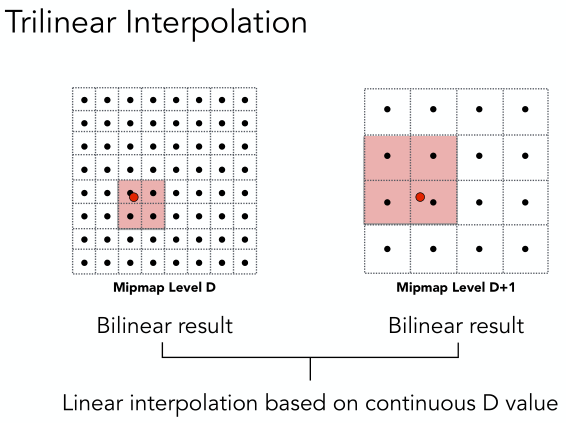 Trilinear Interpolation
Mipmap Level D
Mipmap Level D+1
Bilinear result
Bilinear result
Linear interpolation based on continuous D value